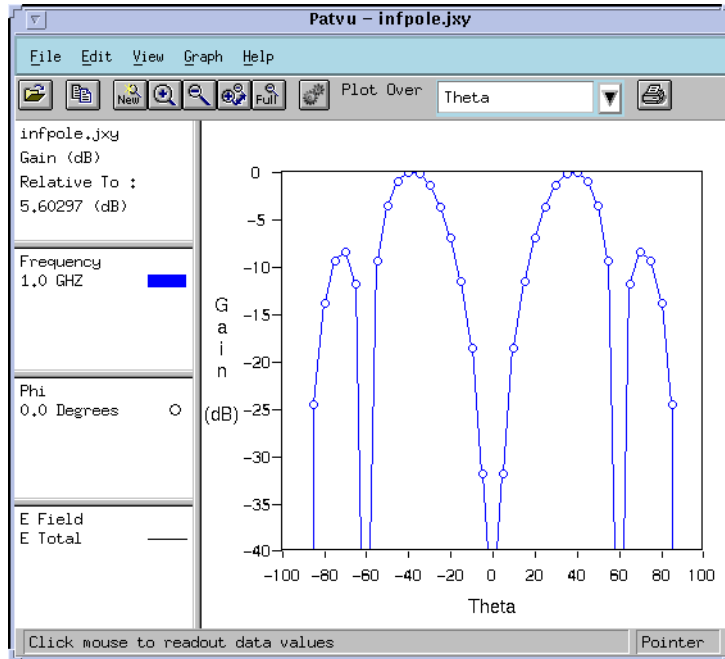 Patvu - infpole.jxy
File Edit View Graph Help
New Full Plot Over Theta
infpole.jxy
Gain (dB)
Relative To :
5.60297 (dB)
Frequency
1.0 GHZ
Phi
0.0 Degrees
E Field
E Total
Gain
(dB)
0
-5
-10
-15
-20
-25
-30
-35
-40
-100 -80 -60 -40 -20 0 20 40 60 80 100
Theta
Click mouse to readout data values Pointer